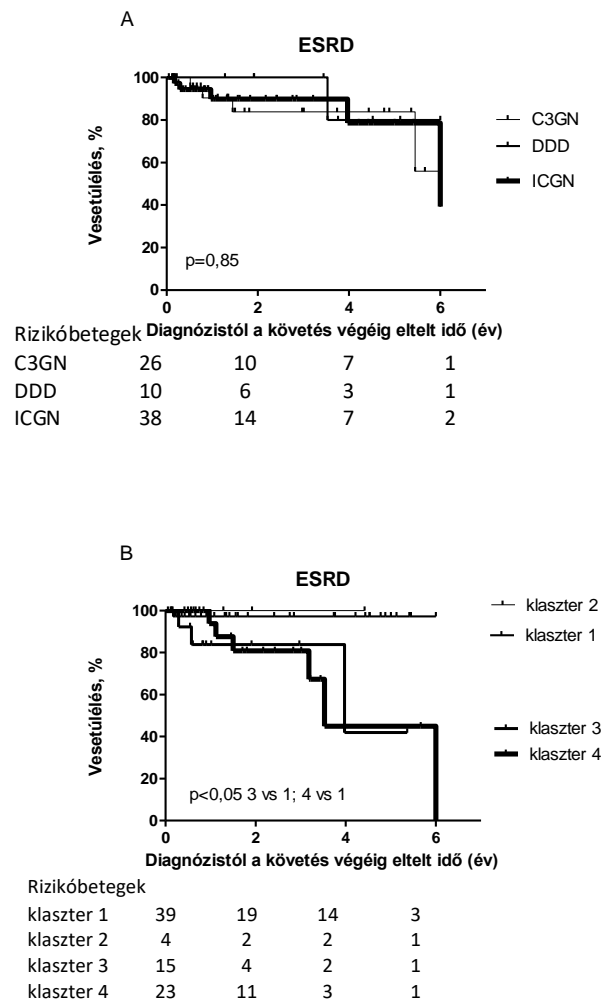 A
ESRD
Vesetúlélés, %
100
80
60
40
20
0
0 2 4 6
p=0,85
C3GN
DDD
ICGN
Rizikóbetegek Diagnózistól a követés végéig eltelt idő (év)
C3GN 26 10 7 1
DDD 10 6 3 1
ICGN 38 14 7 2
B
ESRD
Vesetúlélés, %
100
80
60
40
20
0
0 2 4 6
p<0,05 3 vs 1; 4 vs 1
klaszter 2
klaszter 1
klaszter 3
klaszter 4
Diagnózistól a követés végéig eltelt idő (év)
Rizikóbetegek
klaszter 1 39 19 14 3
klaszter 2 4 2 2 1
klaszter 3 15 4 2 1
klaszter 4 23 11 3 1